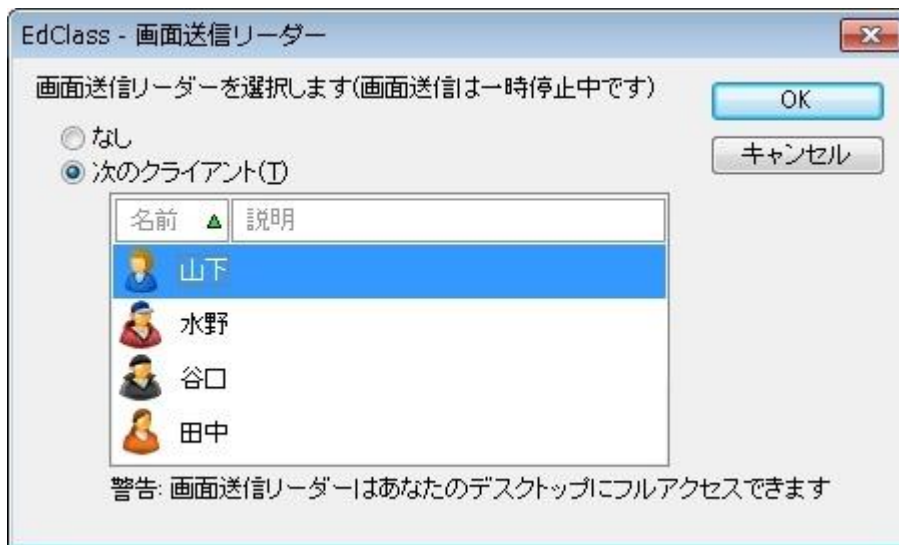 EdClass - 画面送信リーダー
画面送信リーダーを選択します(画面送信は一時停止中です)
OK
なし
キャンセル
次のクライアント(T)
名前 説明
山下
水野
谷口
田中
警告: 画面送信リーダーはあなたのデスクトップにフルアクセスできます